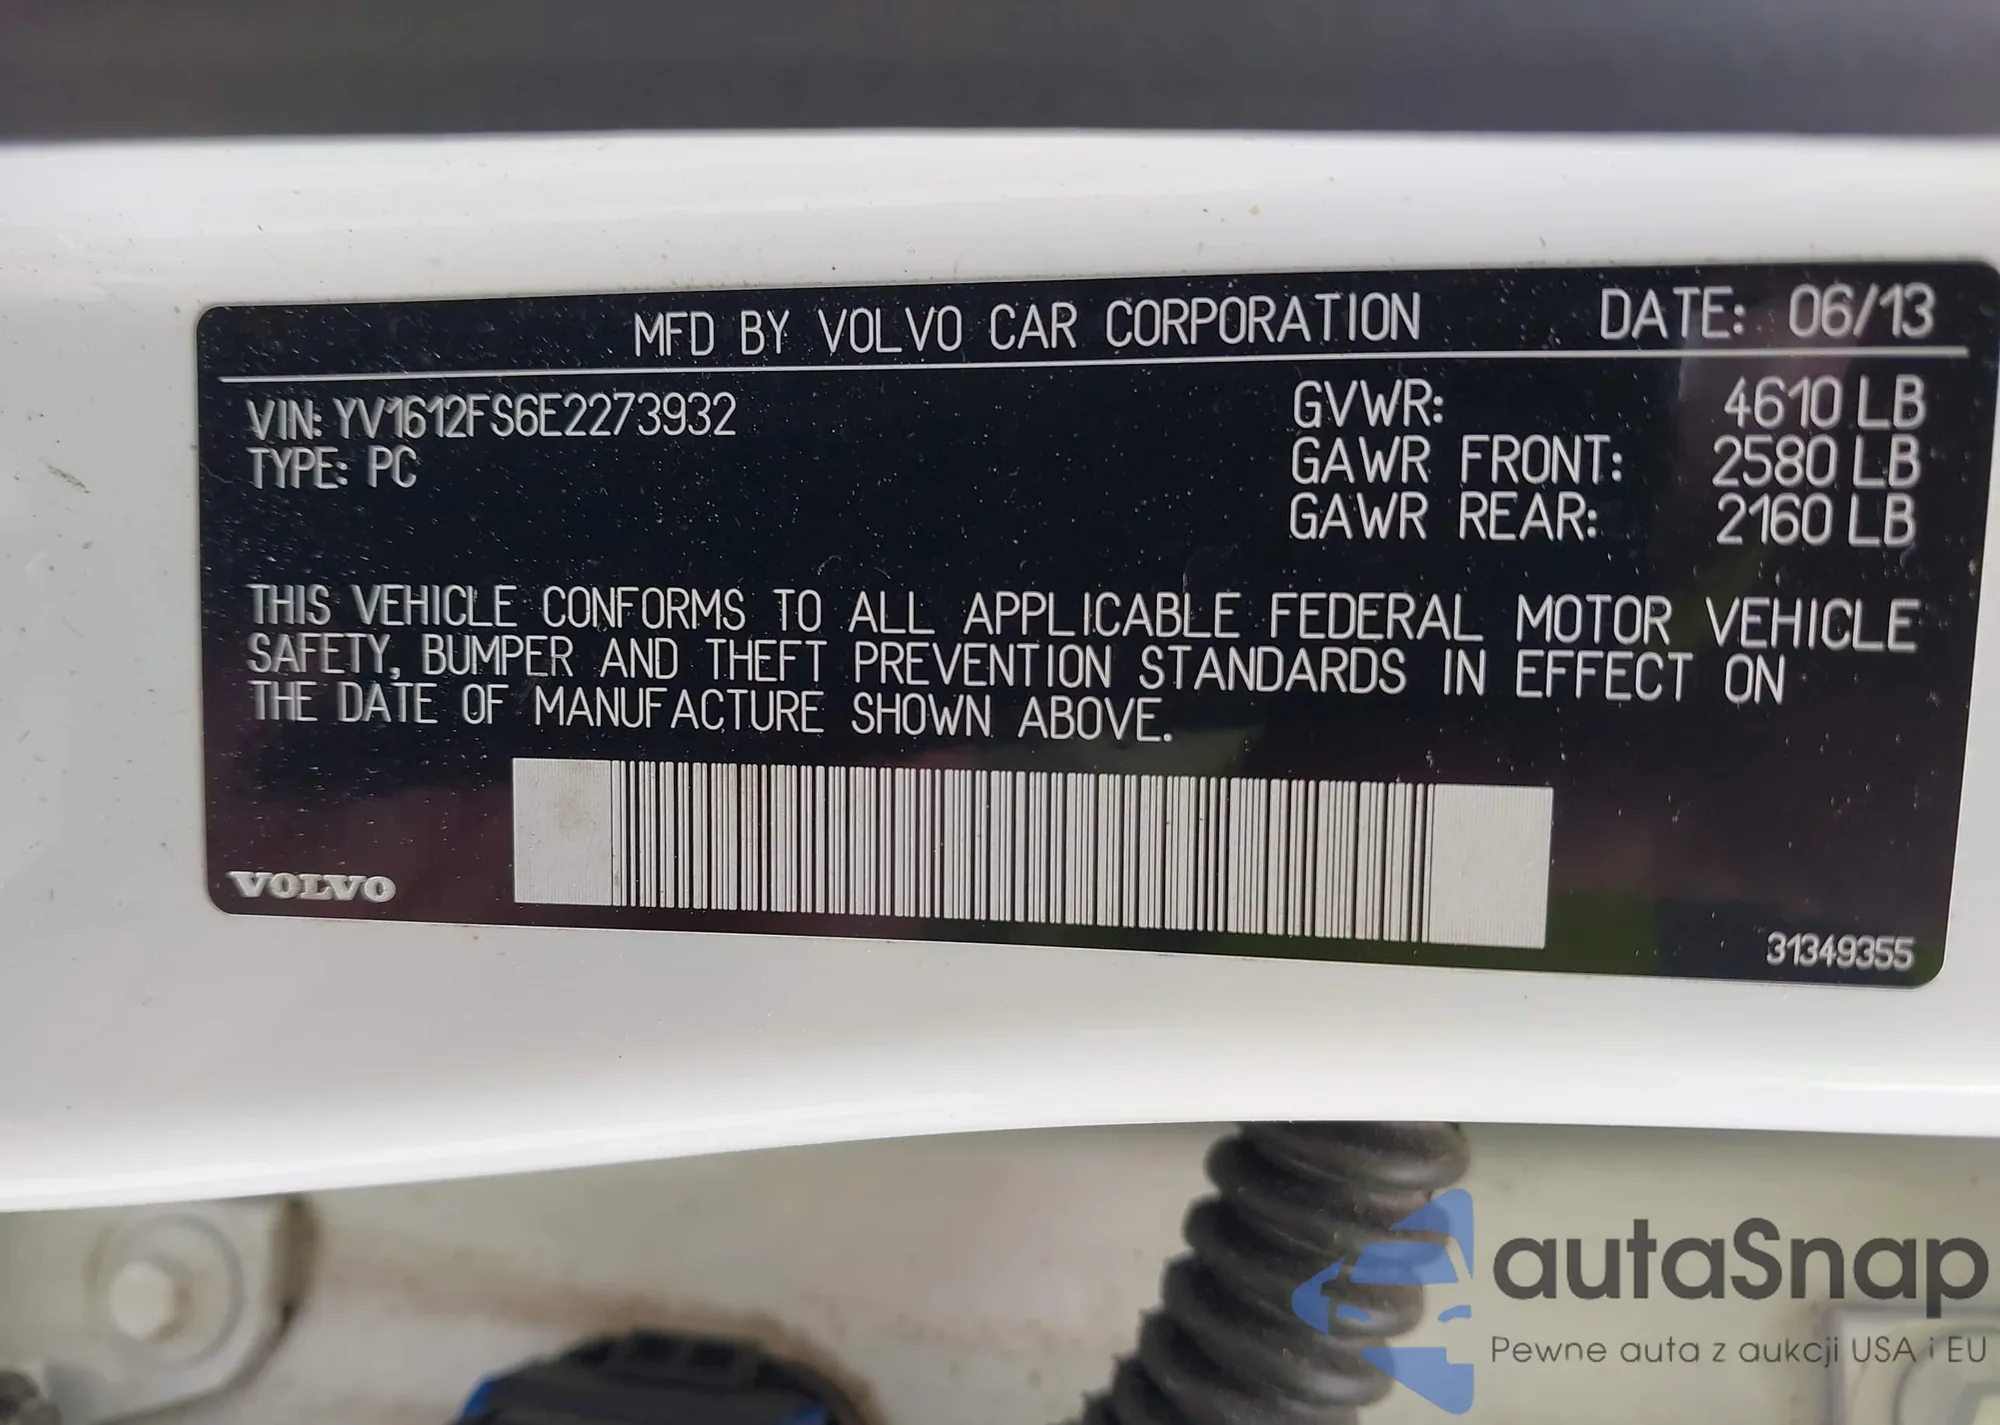 MFD BY VOLVO CAR CORPORATION DATE: 06/13
VIN: YV1612FS6E2273932 GVWR: 4610 LB
TYPE: PC GAWR FRONT: 2580 LB
GAWR REAR: 2160 LB
THIS VEHICLE CONFORMS TO ALL APPLICABLE FEDERAL MOTOR VEHICLE
SAFETY, BUMPER AND THEFT PREVENTION STANDARDS IN EFFECT ON
THE DATE OF MANUFACTURE SHOWN ABOVE.
VOLVO
31349355
autaSnap
Pewne auta z aukcji USA i EU